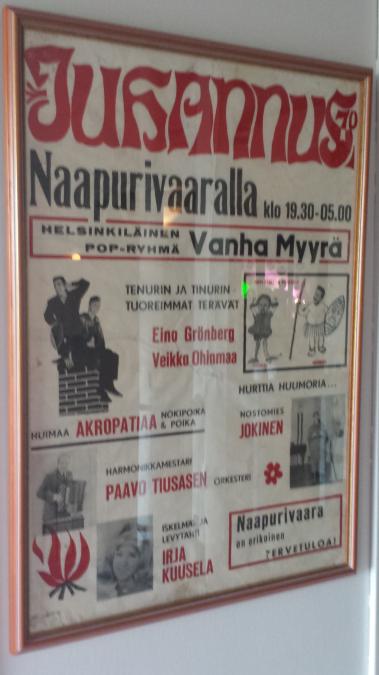 JUHANNUS 70
Naapurivaaralla klo 19.30-05.00
HELSINKILÄINEN
POP-RYHMÄ Vanha Myyrä
TENURIN JA TINURIN
TUOREIMMAT TERÄVÄT
Eino Grönberg
Veikko Ohinmaa
HURTTIA HUUMORIA...
HUIMAA AKROPATIAA NOKIPOIKA
& POIKA
NOSTOMIES
JOKINEN
HARMONIKKAMESTARI
PAAVO TIUSASEN ORKESTERI
ISKELMÄ- JA
LEVYTÄHTI
IRJA
KUUSELA
Naapurivaara
on erikoinen
TERVETULOA!